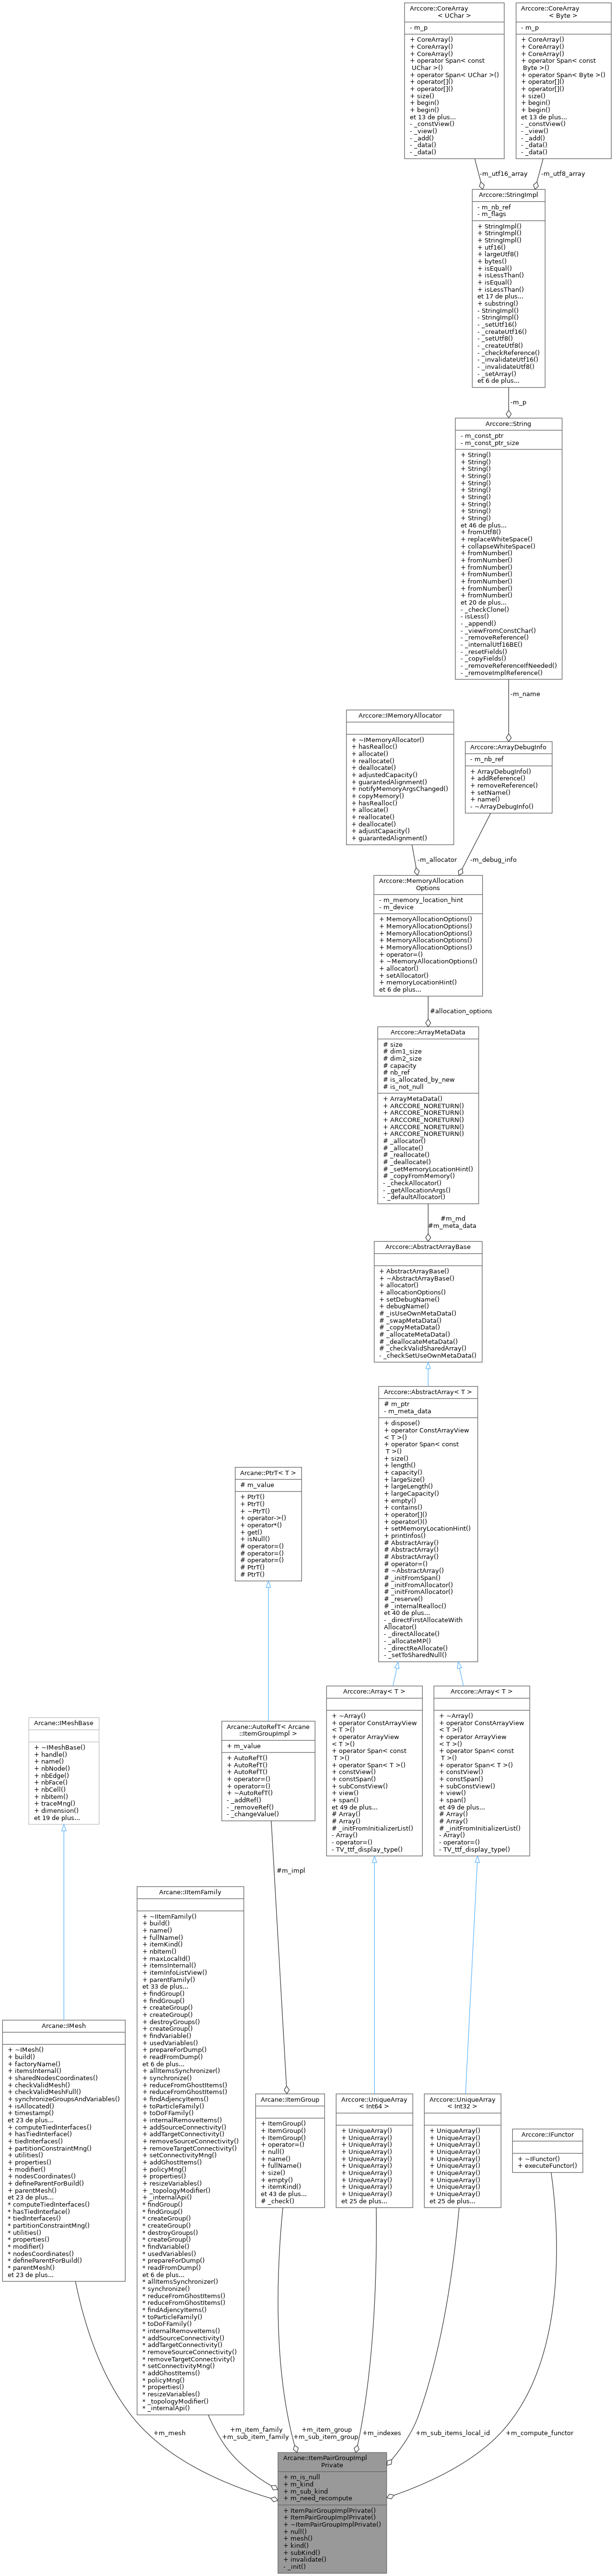 Arccore::CoreArray
< UChar >
- m_p
+ CoreArray()
+ CoreArray()
+ CoreArray()
+ operator Span< const
UChar >()
+ operator Span< UChar >()
+ operator[]()
+ operator[]()
+ size()
+ begin()
+ begin()
et 13 de plus...
- _constView()
- _view()
- _add()
- _data()
- _data()
Arccore::CoreArray
< Byte >
- m_p
+ CoreArray()
+ CoreArray()
+ CoreArray()
+ operator Span< const
Byte >()
+ operator Span< Byte >()
+ operator[]()
+ operator[]()
+ size()
+ begin()
+ begin()
et 13 de plus...
- _constView()
- _view()
- _add()
- _data()
- _data()
-m_utf16_array
-m_utf8_array
Arccore::StringImpl
- m_nb_ref
- m_flags
+ StringImpl()
+ StringImpl()
+ StringImpl()
+ utf16()
+ largeUtf8()
+ bytes()
+ isEqual()
+ isLessThan()
+ isEqual()
+ isLessThan()
et 17 de plus...
+ substring()
- StringImpl()
- StringImpl()
- _setUtf16()
- _createUtf16()
- _setUtf8()
- _createUtf8()
- _checkReference()
- _invalidateUtf16()
- _invalidateUtf8()
- _setArray()
et 6 de plus...
-m_p
Arccore::String
- m_const_ptr
- m_const_ptr_size
+ String()
+ String()
+ String()
+ String()
+ String()
+ String()
+ String()
+ String()
+ String()
+ String()
et 46 de plus...
+ fromUtf8()
+ replaceWhiteSpace()
+ collapseWhiteSpace()
+ fromNumber()
+ fromNumber()
+ fromNumber()
+ fromNumber()
+ fromNumber()
+ fromNumber()
+ fromNumber()
et 20 de plus...
- _checkClone()
- isLess()
- _append()
- _viewFromConstChar()
- _removeReference()
- _internalUtf16BE()
- _resetFields()
- _copyFields()
- _removeReferenceIfNeeded()
- _removeImplReference()
-m_name
Arccore::IMemoryAllocator
+ ~IMemoryAllocator()
+ hasRealloc()
+ allocate()
+ reallocate()
+ deallocate()
+ adjustedCapacity()
+ guarantedAlignment()
+ notifyMemoryArgsChanged()
+ copyMemory()
+ hasRealloc()
+ allocate()
+ reallocate()
+ deallocate()
+ adjustCapacity()
+ guarantedAlignment()
Arccore::ArrayDebugInfo
- m_nb_ref
+ ArrayDebugInfo()
+ addReference()
+ removeReference()
+ setName()
+ name()
- ~ArrayDebugInfo()
-m_allocator
-m_debug_info
Arccore::MemoryAllocation
Options
- m_memory_location_hint
- m_device
+ MemoryAllocationOptions()
+ MemoryAllocationOptions()
+ MemoryAllocationOptions()
+ MemoryAllocationOptions()
+ MemoryAllocationOptions()
+ operator=()
+ ~MemoryAllocationOptions()
+ allocator()
+ setAllocator()
+ memoryLocationHint()
et 6 de plus...
#allocation_options
Arccore::ArrayMetaData
# size
# dim1_size
# dim2_size
# capacity
# nb_ref
# is_allocated_by_new
# is_not_null
+ ArrayMetaData()
+ ARCCORE_NORETURN()
+ ARCCORE_NORETURN()
+ ARCCORE_NORETURN()
+ ARCCORE_NORETURN()
+ ARCCORE_NORETURN()
# _allocator()
# _allocate()
# _reallocate()
# _deallocate()
# _setMemoryLocationHint()
# _copyFromMemory()
- _checkAllocator()
- _getAllocationArgs()
- _defaultAllocator()
#m_md
#m_meta_data
Arccore::AbstractArrayBase
+ AbstractArrayBase()
+ ~AbstractArrayBase()
+ allocator()
+ allocationOptions()
+ setDebugName()
+ debugName()
# _isUseOwnMetaData()
# _swapMetaData()
# _copyMetaData()
# _allocateMetaData()
# _deallocateMetaData()
# _checkValidSharedArray()
- _checkSetUseOwnMetaData()
Arccore::AbstractArray< T >
# m_ptr
- m_meta_data
+ dispose()
+ operator ConstArrayView
< T >()
+ operator Span< const
T >()
+ size()
+ length()
+ capacity()
+ largeSize()
+ largeLength()
+ largeCapacity()
+ empty()
+ contains()
+ operator[]()
+ operator()()
+ setMemoryLocationHint()
+ printInfos()
# AbstractArray()
# AbstractArray()
# AbstractArray()
# operator=()
# ~AbstractArray()
# _initFromSpan()
# _initFromAllocator()
# _initFromAllocator()
# _reserve()
# _internalRealloc()
et 40 de plus...
- _directFirstAllocateWith
Allocator()
- _directAllocate()
- _allocateMP()
- _directReAllocate()
- _setToSharedNull()
Arcane::PtrT< T >
# m_value
+ PtrT()
+ PtrT()
+ ~PtrT()
+ operator->()
+ operator*()
+ get()
+ isNull()
# operator=()
# operator=()
# operator=()
# PtrT()
# PtrT()
Arccore::Array< T >
+ ~Array()
+ operator ConstArrayView
< T >()
+ operator ArrayView
< T >()
+ operator Span< const
T >()
+ operator Span< T >()
+ constView()
+ constSpan()
+ subConstView()
+ view()
+ span()
et 49 de plus...
# Array()
# Array()
# _initFromInitializerList()
- Array()
- operator=()
- TV_ttf_display_type()
Arccore::Array< T >
+ ~Array()
+ operator ConstArrayView
< T >()
+ operator ArrayView
< T >()
+ operator Span< const
T >()
+ operator Span< T >()
+ constView()
+ constSpan()
+ subConstView()
+ view()
+ span()
et 49 de plus...
# Array()
# Array()
# _initFromInitializerList()
- Array()
- operator=()
- TV_ttf_display_type()
Arcane::IMeshBase
+ ~IMeshBase()
+ handle()
+ name()
+ nbNode()
+ nbEdge()
+ nbFace()
+ nbCell()
+ nbItem()
+ traceMng()
+ dimension()
et 19 de plus...
Arcane::AutoRefT< Arcane
::ItemGroupImpl >
+ m_value
+ AutoRefT()
+ AutoRefT()
+ AutoRefT()
+ operator=()
+ operator=()
+ ~AutoRefT()
- _addRef()
- _removeRef()
- _changeValue()
#m_impl
Arcane::IMesh
+ ~IMesh()
+ build()
+ factoryName()
+ itemsInternal()
+ sharedNodesCoordinates()
+ checkValidMesh()
+ checkValidMeshFull()
+ synchronizeGroupsAndVariables()
+ isAllocated()
+ timestamp()
et 23 de plus...
+ computeTiedInterfaces()
+ hasTiedInterface()
+ tiedInterfaces()
+ partitionConstraintMng()
+ utilities()
+ properties()
+ modifier()
+ nodesCoordinates()
+ defineParentForBuild()
+ parentMesh()
et 23 de plus...
* computeTiedInterfaces()
* hasTiedInterface()
* tiedInterfaces()
* partitionConstraintMng()
* utilities()
* properties()
* modifier()
* nodesCoordinates()
* defineParentForBuild()
* parentMesh()
et 23 de plus...
Arcane::IItemFamily
+ ~IItemFamily()
+ build()
+ name()
+ fullName()
+ itemKind()
+ nbItem()
+ maxLocalId()
+ itemsInternal()
+ itemInfoListView()
+ parentFamily()
et 33 de plus...
+ findGroup()
+ findGroup()
+ createGroup()
+ createGroup()
+ destroyGroups()
+ createGroup()
+ findVariable()
+ usedVariables()
+ prepareForDump()
+ readFromDump()
et 6 de plus...
+ allItemsSynchronizer()
+ synchronize()
+ reduceFromGhostItems()
+ reduceFromGhostItems()
+ findAdjencyItems()
+ toParticleFamily()
+ toDoFFamily()
+ internalRemoveItems()
+ addSourceConnectivity()
+ addTargetConnectivity()
+ removeSourceConnectivity()
+ removeTargetConnectivity()
+ setConnectivityMng()
+ addGhostItems()
+ policyMng()
+ properties()
+ resizeVariables()
+ _topologyModifier()
+ _internalApi()
* findGroup()
* findGroup()
* createGroup()
* createGroup()
* destroyGroups()
* createGroup()
* findVariable()
* usedVariables()
* prepareForDump()
* readFromDump()
et 6 de plus...
* allItemsSynchronizer()
* synchronize()
* reduceFromGhostItems()
* reduceFromGhostItems()
* findAdjencyItems()
* toParticleFamily()
* toDoFFamily()
* internalRemoveItems()
* addSourceConnectivity()
* addTargetConnectivity()
* removeSourceConnectivity()
* removeTargetConnectivity()
* setConnectivityMng()
* addGhostItems()
* policyMng()
* properties()
* resizeVariables()
* _topologyModifier()
* _internalApi()
Arcane::ItemGroup
+ ItemGroup()
+ ItemGroup()
+ ItemGroup()
+ operator=()
+ null()
+ name()
+ fullName()
+ size()
+ empty()
+ itemKind()
et 43 de plus...
# _check()
Arccore::UniqueArray
< Int64 >
+ UniqueArray()
+ UniqueArray()
+ UniqueArray()
+ UniqueArray()
+ UniqueArray()
+ UniqueArray()
+ UniqueArray()
+ UniqueArray()
+ UniqueArray()
+ UniqueArray()
et 25 de plus...
Arccore::UniqueArray
< Int32 >
+ UniqueArray()
+ UniqueArray()
+ UniqueArray()
+ UniqueArray()
+ UniqueArray()
+ UniqueArray()
+ UniqueArray()
+ UniqueArray()
+ UniqueArray()
+ UniqueArray()
et 25 de plus...
Arccore::IFunctor
+ ~IFunctor()
+ executeFunctor()
+m_mesh
+m_item_family
+m_sub_item_family
+m_item_group
+m_sub_item_group
+m_indexes
+m_sub_items_local_id
+m_compute_functor
Arcane::ItemPairGroupImpl
Private
+ m_is_null
+ m_kind
+ m_sub_kind
+ m_need_recompute
+ ItemPairGroupImplPrivate()
+ ItemPairGroupImplPrivate()
+ ~ItemPairGroupImplPrivate()
+ null()
+ mesh()
+ kind()
+ subKind()
+ invalidate()
- _init()